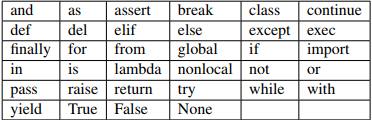 and as assert break class continue
def del elif else except exec
finally for from global if import
in is lambda nonlocal not or
pass raise return try while with
yield True False None